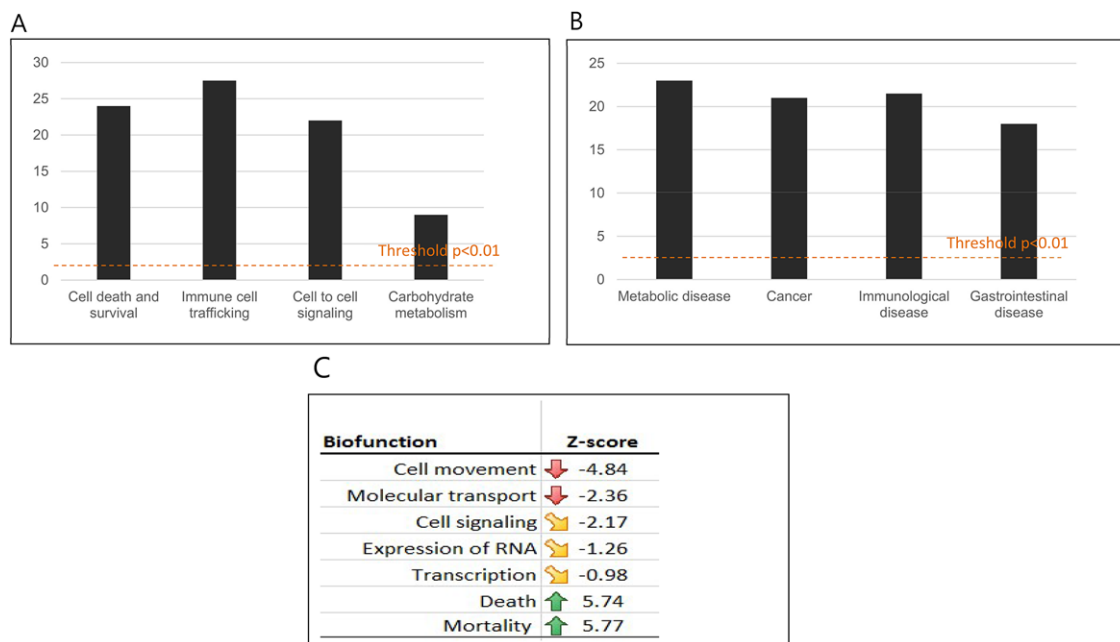 A
30
25
20
15
10
5
0
Threshold p<0.01
Cell death and
survival
Immune cell
trafficking
Cell to cell
signaling
Carbohydrate
metabolism
B
25
20
15
10
5
0
Threshold p<0.01
Metabolic disease
Cancer
Immunological
disease
Gastrointestinal
disease
C
Biofunction Z-score
Cell movement -4.84
Molecular transport -2.36
Cell signaling -2.17
Expression of RNA -1.26
Transcription -0.98
Death 5.74
Mortality 5.77